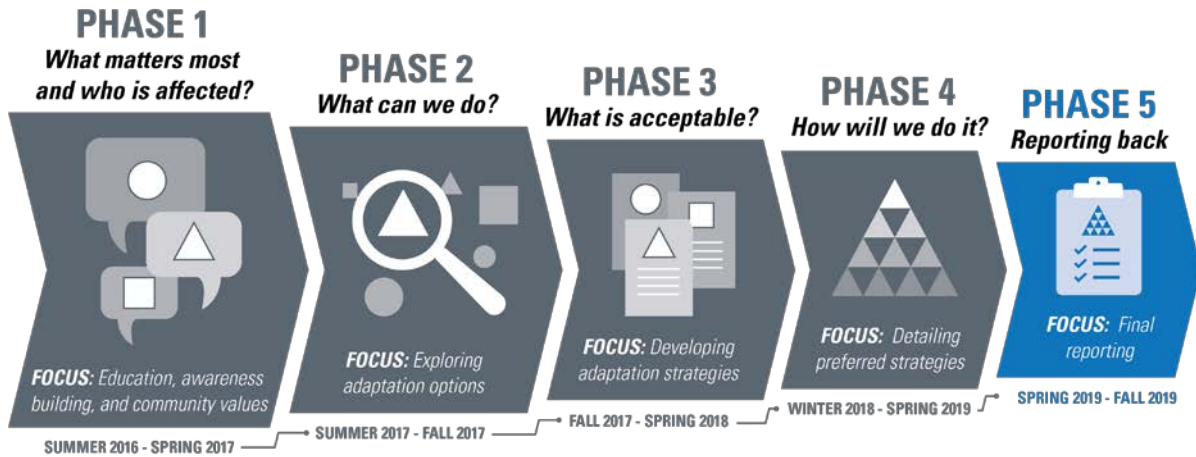 PHASE 1
What matters most
and who is affected?
FOCUS: Education, awareness
building, and community values
SUMMER 2016 - SPRING 2017
PHASE 2
What can we do?
FOCUS: Exploring
adaptation options
SUMMER 2017 - FALL 2017
PHASE 3
What is acceptable?
FOCUS: Developing
adaptation strategies
FALL 2017 - SPRING 2018
PHASE 4
How will we do it?
FOCUS: Detailing
preferred strategies
WINTER 2018 - SPRING 2019
PHASE 5
Reporting back
FOCUS: Final
reporting
SPRING 2019 - FALL 2019